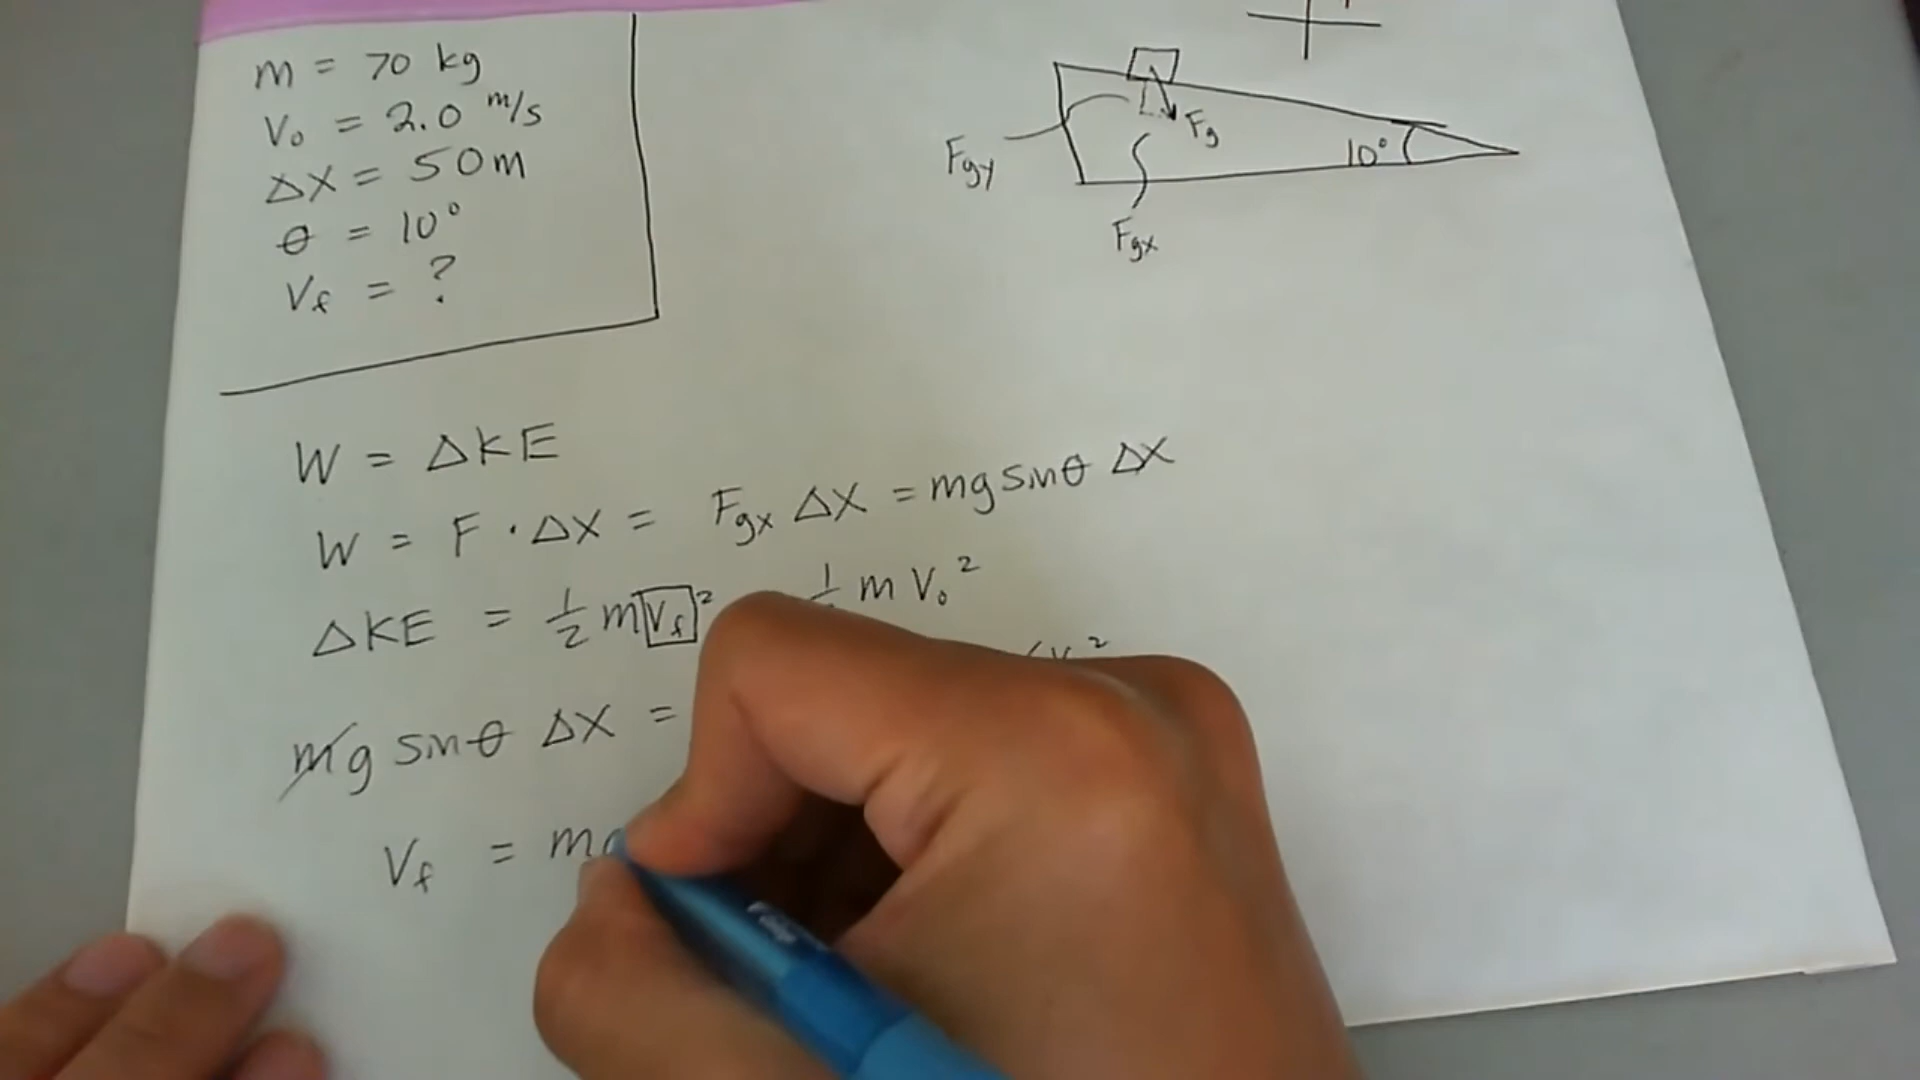 m = 70 kg
V₀ = 2.0 m/s
ΔX = 50m
θ = 10°
Vf = ?
Fg
Fgy
10°
Fgx
W = ΔKE
W = F · ΔX = Fgx ΔX = mg sinθ ΔX
ΔKE = 1/2 mVf² 1/2 m V₀²
mg sinθ ΔX =
Vf = m